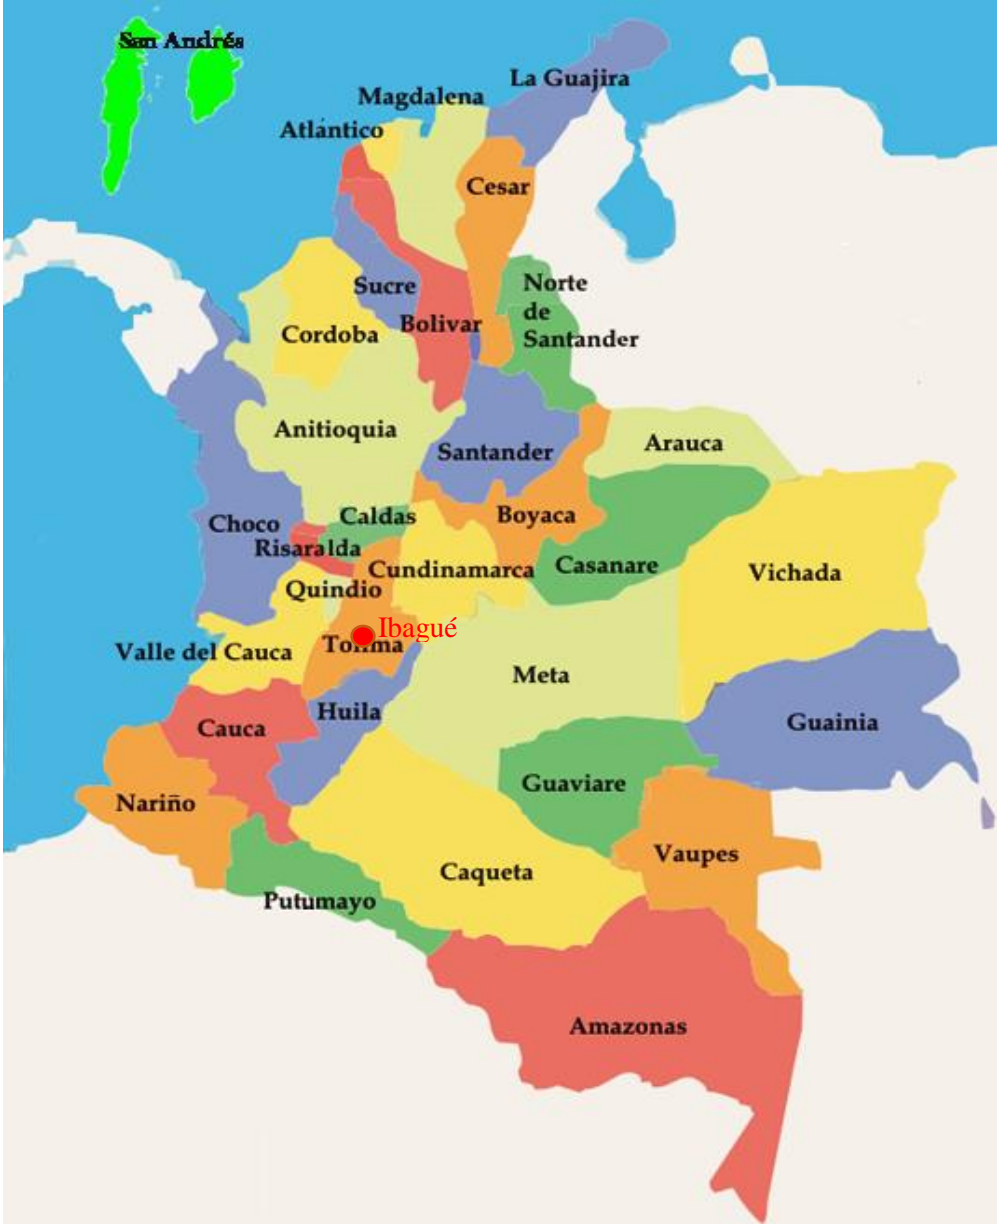 San Andrés
La Guajira
Magdalena
Atlántico
Cesar
Norte
de
Santander
Sucre
Bolivar
Cordoba
Anitioquia
Santander
Arauca
Caldas
Boyaca
Choco
Risaralda
Cundinamarca
Casanare
Vichada
Quindio
Ibagué
Tolima
Valle del Cauca
Meta
Huila
Guainia
Cauca
Guaviare
Nariño
Vaupes
Caqueta
Putumayo
Amazonas